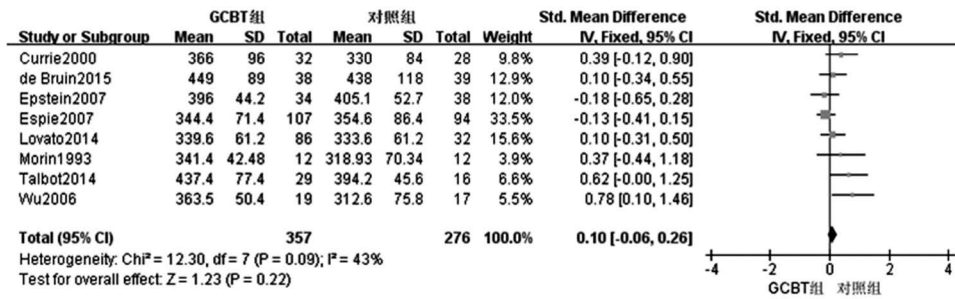 GCBT组 对照组 Std. Mean Difference Std. Mean Difference
Study or Subgroup Mean SD Total Mean SD Total Weight IV, Fixed, 95% CI IV, Fixed, 95% CI
Currie2000 366 96 32 330 84 28 9.8% 0.39 [-0.12, 0.90]
de Bruin2015 449 89 38 438 118 39 12.9% 0.10 [-0.34, 0.55]
Epstein2007 396 44.2 34 405.1 52.7 38 12.0% -0.18 [-0.65, 0.28]
Espie2007 344.4 71.4 107 354.6 86.4 94 33.5% -0.13 [-0.41, 0.15]
Lovato2014 339.6 61.2 86 333.6 61.2 32 15.6% 0.10 [-0.31, 0.50]
Morin1993 341.4 42.48 12 318.93 70.34 12 3.9% 0.37 [-0.44, 1.18]
Talbot2014 437.4 77.4 29 394.2 45.6 16 6.6% 0.62 [-0.00, 1.25]
Wu2006 363.5 50.4 19 312.6 75.8 17 5.5% 0.78 [0.10, 1.46]
Total (95% CI) 357 276 100.0% 0.10 [-0.06, 0.26]
Heterogeneity: Chi² = 12.30, df = 7 (P = 0.09); I² = 43%
Test for overall effect: Z = 1.23 (P = 0.22)
-4 -2 0 2 4
GCBT组 对照组